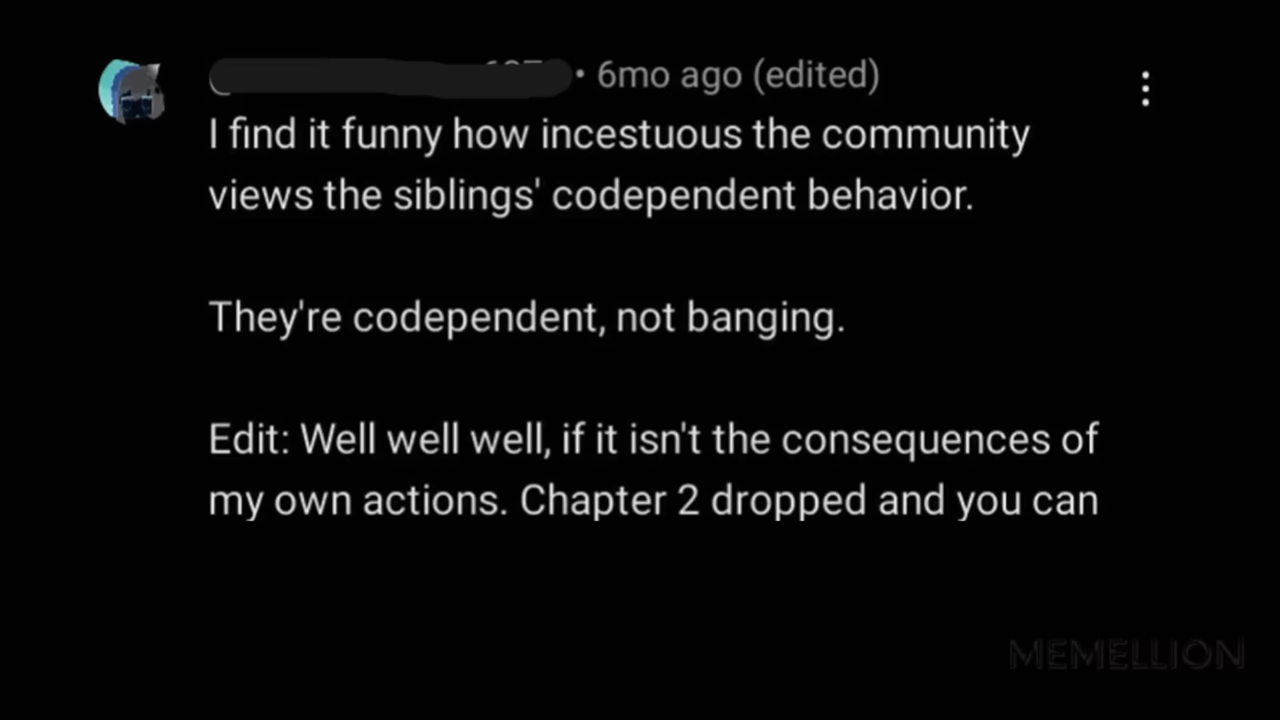 • 6mo ago (edited)
I find it funny how incestuous the community
views the siblings' codependent behavior.
They're codependent, not banging.
Edit: Well well well, if it isn't the consequences of
my own actions. Chapter 2 dropped and you can
MEMELLION